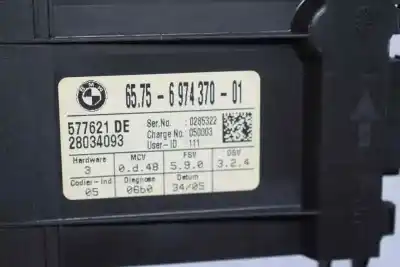 BMW
65.75 - 6 974 370 - 01
577621 DE
28034093
Ser.No. : 0285322
Charge No. : 050003
User-ID : 111
Hardware MCV FSV OSV
3 0.d.48 5.9.0 3.2.4
Codier-Ind Diagnose Datum
05 06b0 34/05